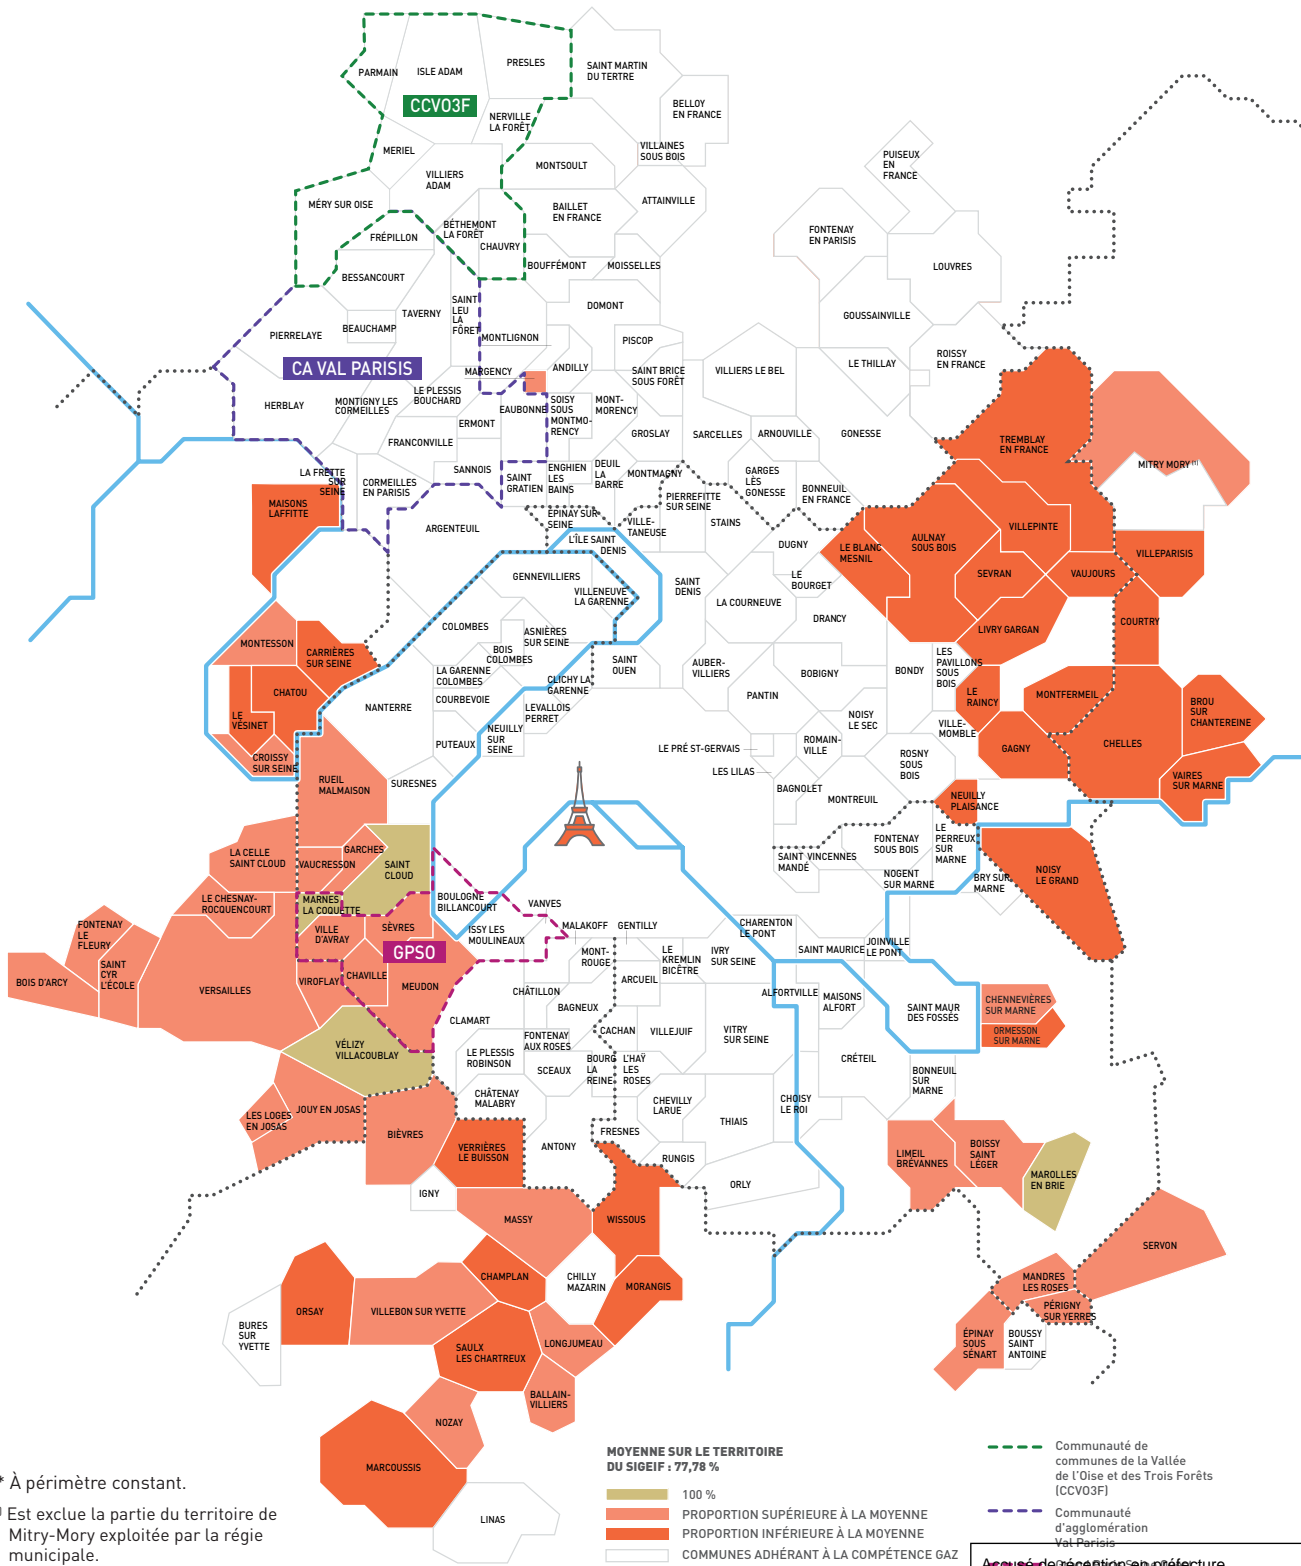 PARMAIN
ISLE ADAM
PRESLES
SAINT MARTIN
DU TERTRE
CCVO3F
BELLOY
EN FRANCE
NERVILLE
LA FORÊT
MERIEL
VILLAINES
SOUS BOIS
PUISEUX
EN
FRANCE
VILLIERS
ADAM
MONTSOULT
MÉRY SUR OISE
ATTAINVILLE
BAILLET
EN FRANCE
FRÉPILLON
BÉTHEMONT
LA FORÊT
CHAUVRY
FONTENAY
EN PARISIS
BESSANCOURT
BOUFFÉMONT
MOISSELLES
LOUVRES
TAVERNY
SAINT
LEU
LA
FÔRET
DOMONT
GOUSSAINVILLE
PIERRELAYE
BEAUCHAMP
MONTLIGNON
PISCOP
CA VAL PARISIS
MARGENCY
ANDILLY
SAINT BRICE
SOUS FORÊT
VILLIERS LE BEL
LE THILLAY
ROISSY
EN FRANCE
HERBLAY
MONTIGNY LES
CORMEILLES
LE PLESSIS
BOUCHARD
EAUBONNE
SOISY
SOUS
MONTMO-
RENCY
MONT-
MORENCY
ERMONT
FRANCONVILLE
GROSLAY
SARCELLES
ARNOUVILLE
GONESSE
TREMBLAY
EN FRANCE
MITRY MORY (1)
LA FRETTE
SUR
SEINE
CORMEILLES
EN PARISIS
SANNOIS
SAINT
GRATIEN
ENGHIEN
LES
BAINS
DEUIL
LA
BARRE
MONTMAGNY
GARGES
LÈS
GONESSE
BONNEUIL
EN FRANCE
MAISONS
LAFFITTE
PIERREFITTE
SUR SEINE
ARGENTEUIL
ÉPINAY SUR
SEINE
VILLE-
TANEUSE
STAINS
L'ÎLE SAINT
DENIS
DUGNY
LE BLANC
MESNIL
AULNAY
SOUS BOIS
VILLEPINTE
VILLEPARISIS
GENNEVILLIERS
VILLENEUVE
LA GARENNE
SAINT
DENIS
LE
BOURGET
SEVRAN
VAUJOURS
LA COURNEUVE
DRANCY
COURTRY
COLOMBES
ASNIÈRES
SUR SEINE
LIVRY GARGAN
MONTESSON
CARRIÈRES
SUR SEINE
BOIS
COLOMBES
SAINT
OUEN
AUBER-
VILLIERS
BOBIGNY
BONDY
LES
PAVILLONS
SOUS
BOIS
LA GARENNE
COLOMBES
CLICHY LA
GARENNE
CHATOU
PANTIN
LE
RAINCY
MONTFERMEIL
BROU
SUR
CHANTEREINE
COURBEVOIE
NANTERRE
LEVALLOIS
PERRET
LE
VÉSINET
NOISY
LE SEC
PUTEAUX
NEUILLY
SUR
SEINE
VILLE-
MOMBLE
GAGNY
CHELLES
LE PRÉ ST-GERVAIS
ROMAIN-
VILLE
ROSNY
SOUS
BOIS
CROISSY
SUR SEINE
LES LILAS
RUEIL
MALMAISON
SURESNES
BAGNOLET
MONTREUIL
NEUILLY
PLAISANCE
VAIRES
SUR MARNE
LA CELLE
SAINT CLOUD
VAUCRESSON
GARCHES
SAINT
CLOUD
SAINT
MANDÉ
VINCENNES
FONTENAY
SOUS BOIS
LE
PERREUX
SUR
MARNE
NOGENT
SUR MARNE
BRY SUR
MARNE
NOISY
LE GRAND
LE CHESNAY-
ROCQUENCOURT
MARNES
LA COQUETTE
BOULOGNE
BILLANCOURT
VANVES
FONTENAY
LE
FLEURY
VILLE
D'AVRAY
SÈVRES
GPSO
ISSY LES
MOULINEAUX
MALAKOFF
GENTILLY
CHARENTON
LE PONT
SAINT MAURICE
JOINVILLE
LE PONT
MONT-
ROUGE
LE
KREMLIN
BICÊTRE
IVRY
SUR SEINE
BOIS D'ARCY
SAINT
CYR
L'ÉCOLE
VERSAILLES
VIROFLAY
CHAVILLE
MEUDON
CHÂTILLON
ARCUEIL
ALFORTVILLE
MAISONS
ALFORT
SAINT MAUR
DES FOSSÉS
CHENNEVIÈRES
SUR MARNE
ORMESSON
SUR MARNE
BAGNEUX
CLAMART
CACHAN
VILLEJUIF
VITRY
SUR SEINE
VÉLIZY
VILLACOUBLAY
FONTENAY
AUX ROSES
LE PLESSIS
ROBINSON
SCEAUX
BOURG
LA
REINE
L'HAŸ
LES
ROSES
CRÉTEIL
BONNEUIL
SUR
MARNE
LES LOGES
EN JOSAS
JOUY EN JOSAS
CHÂTENAY
MALABRY
CHEVILLY
LARUE
THIAIS
CHOISY
LE ROI
BIÈVRES
VERRIÈRES
LE BUISSON
ANTONY
FRESNES
RUNGIS
LIMEIL
BRÉVANNES
BOISSY
SAINT
LÉGER
MAROLLES
EN BRIE
IGNY
ORLY
MASSY
WISSOUS
SERVON
CHAMPLAN
CHILLY
MAZARIN
MORANGIS
MANDRES
LES ROSES
ORSAY
VILLEBON SUR YVETTE
PÉRIGNY
SUR YERRES
BURES
SUR
YVETTE
SAULX
LES CHARTREUX
LONGJUMEAU
ÉPINAY
SOUS
SÉNART
BOUSSY
SAINT
ANTOINE
BALLAIN-
VILLIERS
NOZAY
MARCOUSSIS
LINAS
* À périmètre constant.
Est exclue la partie du territoire de
Mitry-Mory exploitée par la régie
municipale.
MOYENNE SUR LE TERRITOIRE
DU SIGEIF : 77,78 %
100 %
PROPORTION SUPÉRIEURE À LA MOYENNE
PROPORTION INFÉRIEURE À LA MOYENNE
COMMUNES ADHÉRANT À LA COMPÉTENCE GAZ
Communauté de
communes de la Vallée
de l'Oise et des Trois Forêts
(CCVO3F)
Communauté
d'agglomération
Val Parisis
Accusé de réception en préfecture